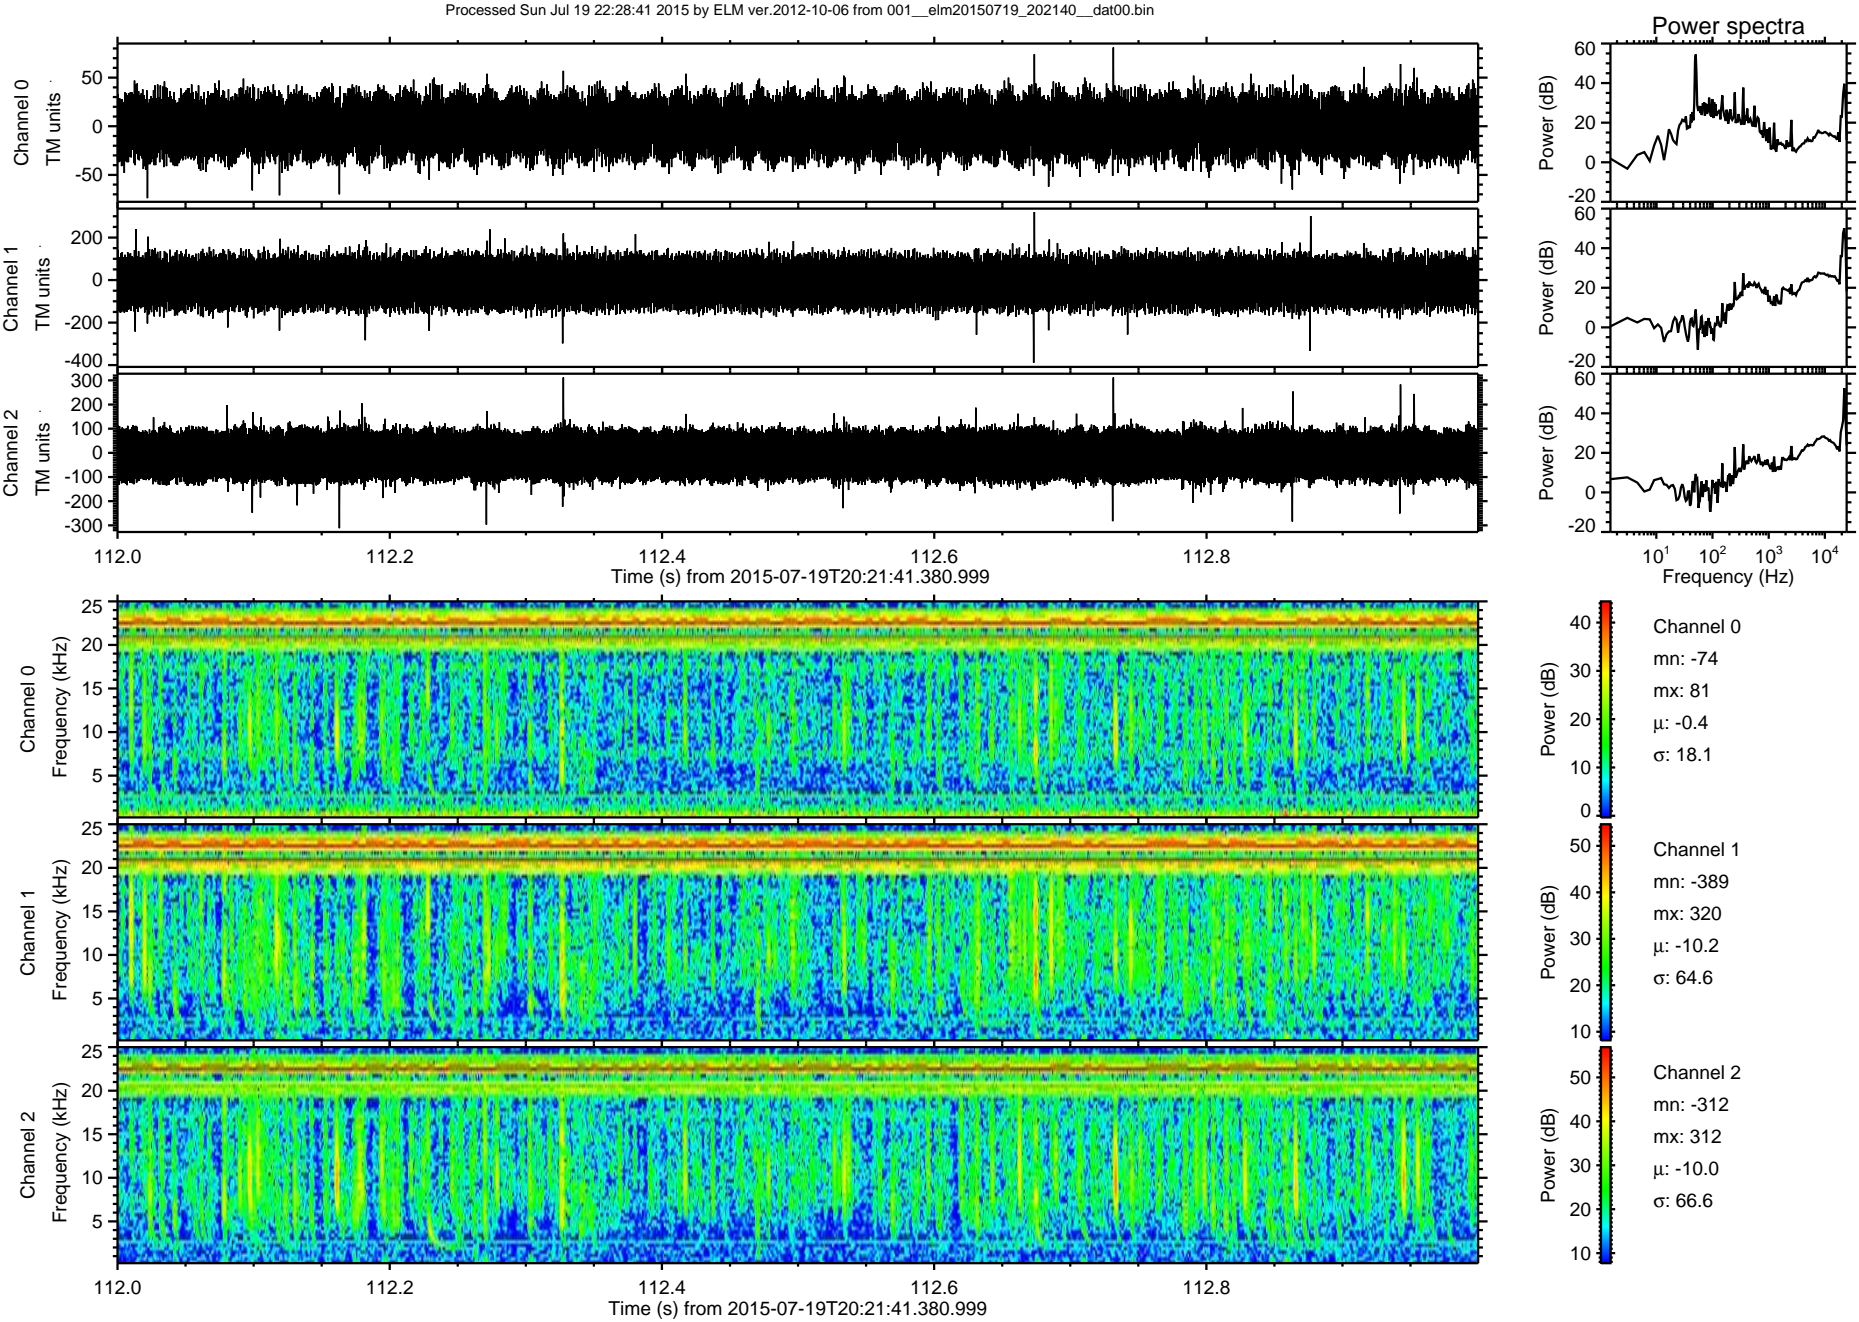 Processed Sun Jul 19 22:28:41 2015 by ELM ver.2012-10-06 from 001__elm20150719_202140__dat00.bin
Power spectra
Channel 0
TM units
50
0
-50
Power (dB)
60
40
20
0
-20
Channel 1
TM units
200
0
-200
-400
Power (dB)
60
40
20
0
-20
Channel 2
TM units
300
200
100
0
-100
-200
-300
Power (dB)
60
40
20
0
-20
112.0 112.2 112.4 112.6 112.8
Time (s) from 2015-07-19T20:21:41.380.999
10¹ 10² 10³ 10⁴
Frequency (Hz)
Channel 0
Frequency (kHz)
25
20
15
10
5
Power (dB)
40
30
20
10
0
Channel 0
mn: -74
mx: 81
μ: -0.4
σ: 18.1
Channel 1
Frequency (kHz)
25
20
15
10
5
Power (dB)
50
40
30
20
10
Channel 1
mn: -389
mx: 320
μ: -10.2
σ: 64.6
Channel 2
Frequency (kHz)
25
20
15
10
5
Power (dB)
50
40
30
20
10
Channel 2
mn: -312
mx: 312
μ: -10.0
σ: 66.6
112.0 112.2 112.4 112.6 112.8
Time (s) from 2015-07-19T20:21:41.380.999